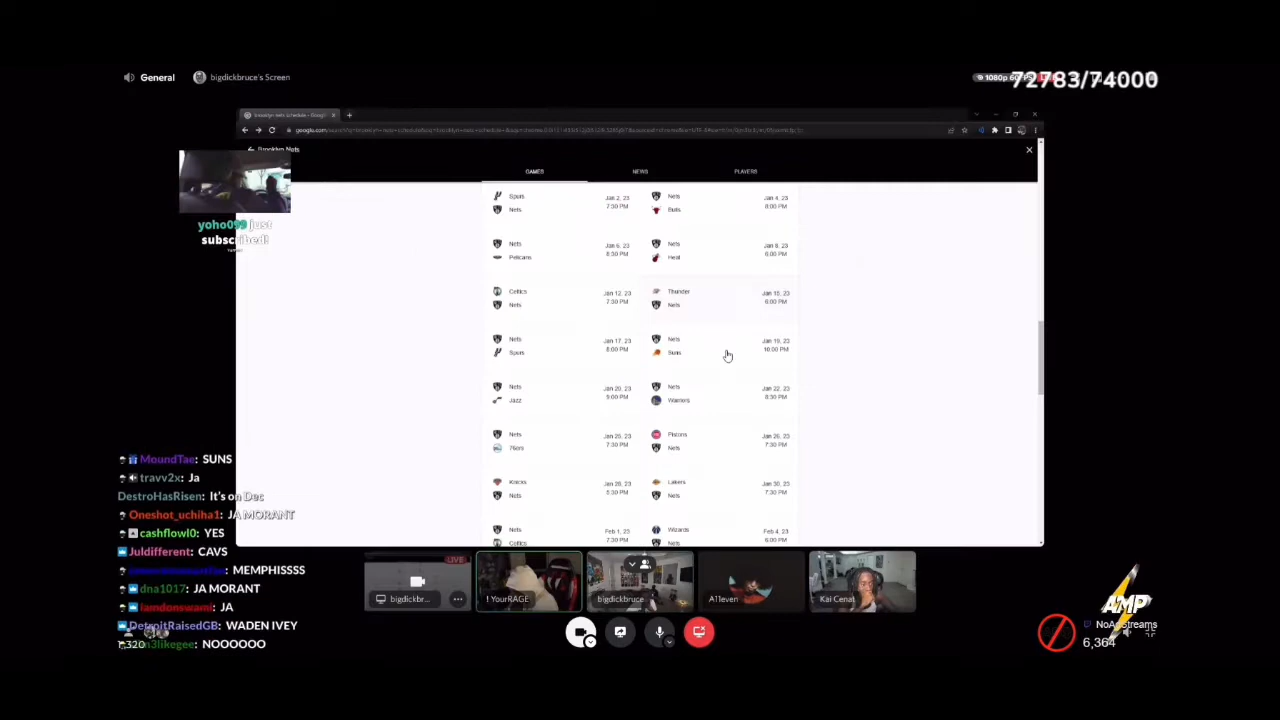 General
bigdickbruce's Screen
72783/74000
Brooklyn Nets
GAMES
NEWS
PLAYERS
Spurs
Nets
Jan 2, 23
7:30 PM
Nets
Bulls
Jan 4, 23
8:00 PM
Nets
Pelicans
Jan 6, 23
8:30 PM
Nets
Heat
Jan 8, 23
6:00 PM
Celtics
Nets
Jan 12, 23
7:30 PM
Thunder
Nets
Jan 15, 23
6:00 PM
Nets
Spurs
Jan 17, 23
8:00 PM
Nets
Suns
Jan 19, 23
10:00 PM
Nets
Jazz
Jan 20, 23
9:00 PM
Nets
Warriors
Jan 22, 23
8:30 PM
Nets
76ers
Jan 25, 23
7:30 PM
Pistons
Nets
Jan 26, 23
7:30 PM
Knicks
Nets
Jan 28, 23
5:30 PM
Lakers
Nets
Jan 30, 23
7:30 PM
Nets
Celtics
Feb 1, 23
7:30 PM
Wizards
Nets
Feb 4, 23
6:00 PM
yoho099 just
subscribed!
MoundTae: SUNS
travv2x: Ja
DestroHasRisen: It's on Dec
Oneshot_uchiha1: JA MORANT
cashflowl0: YES
Juldifferent: CAVS
MEMPHISSSS
dna1017: JA MORANT
Iamdonswami: JA
DetroitRaisedGB: WADEN IVEY
NOOOOOO
LIVE
bigdickbr...
! YourRAGE
bigdickbruce
A11even
Kai Cenat
AMP
NoAdStreams
6,364